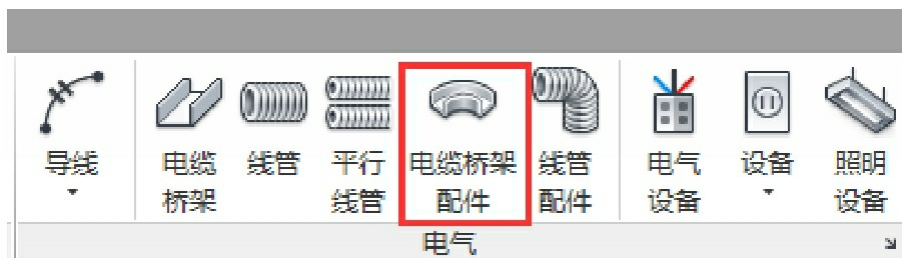 导线 电缆 线管 平行 电缆桥架 线管 电气 设备 照明
桥架 线管 配件 配件 设备 设备
电气